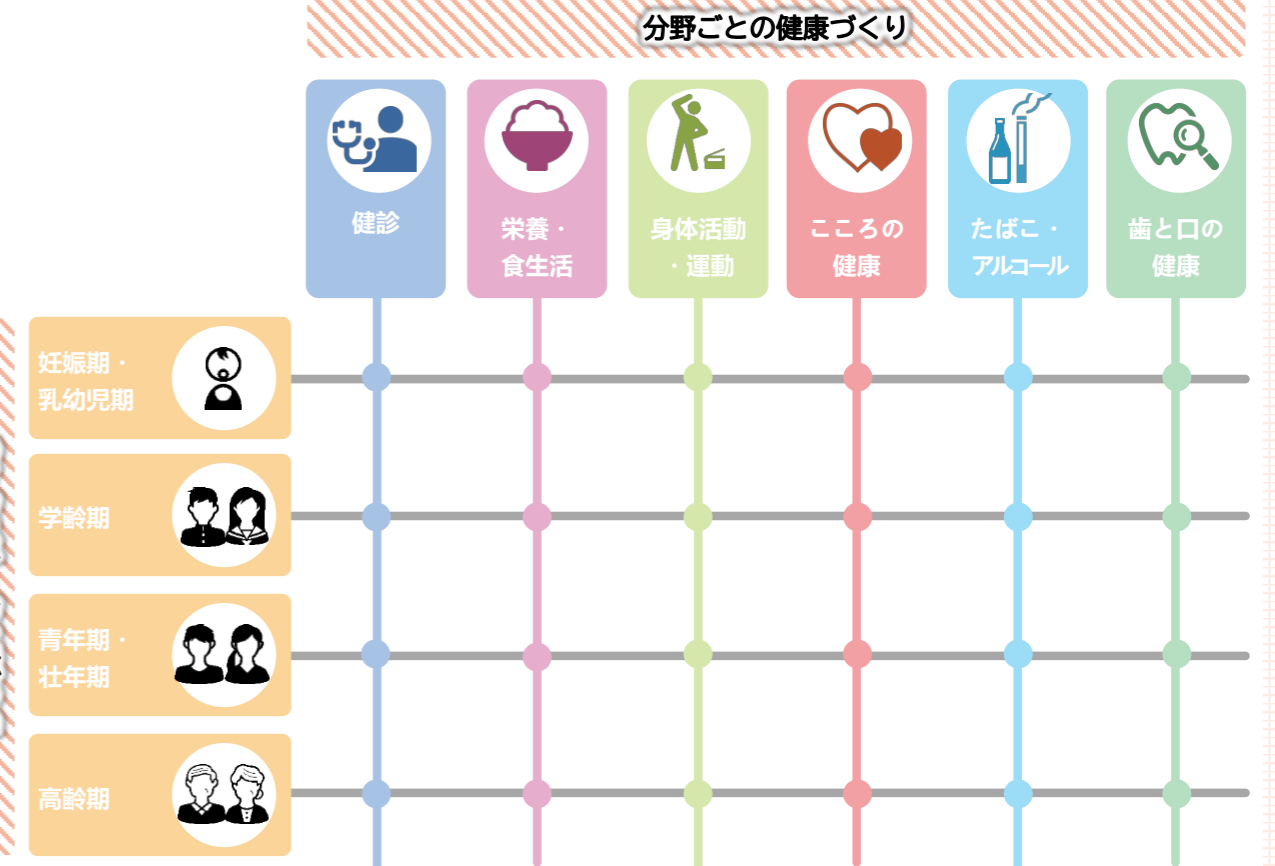 分野ごとの健康づくり
健診
栄養・
食生活
身体活動
・運動
こころの
健康
たばこ・
アルコール
歯と口の
健康
妊娠期・
乳幼児期
学齢期
青年期・
壮年期
高齢期